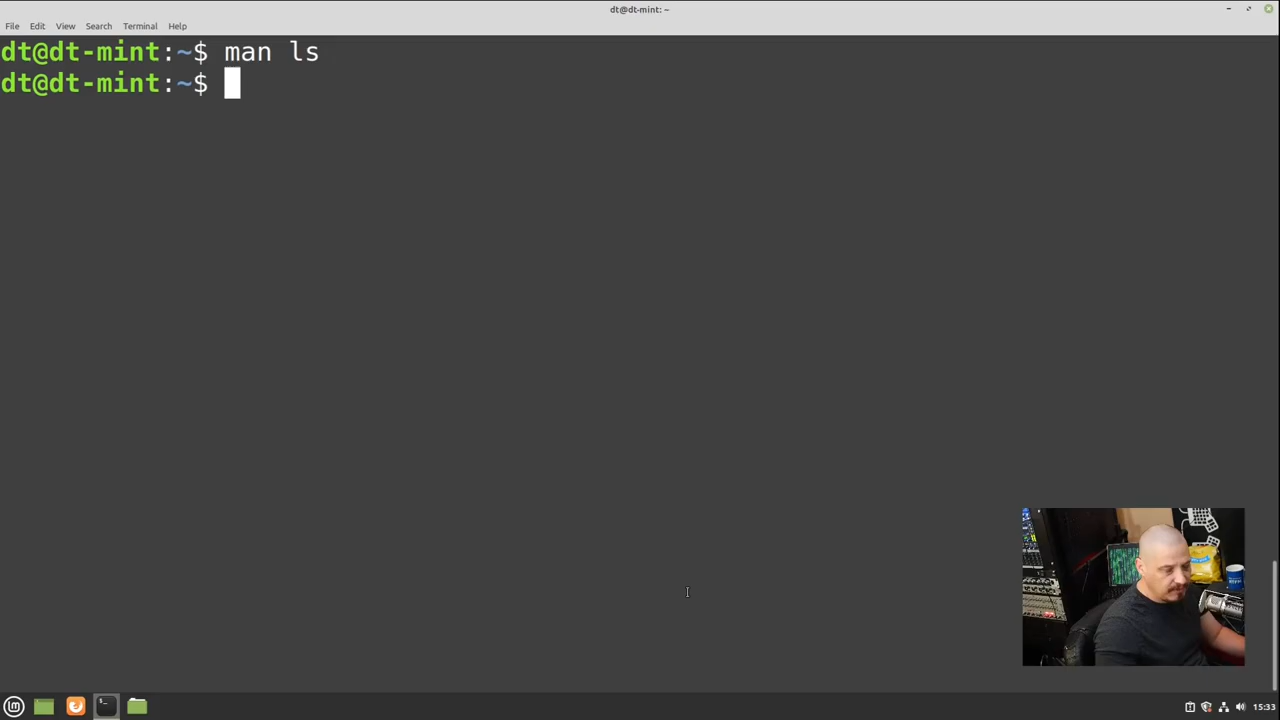 dt@dt-mint: ~
File Edit View Search Terminal Help
dt@dt-mint:~$ man ls
dt@dt-mint:~$
15:33